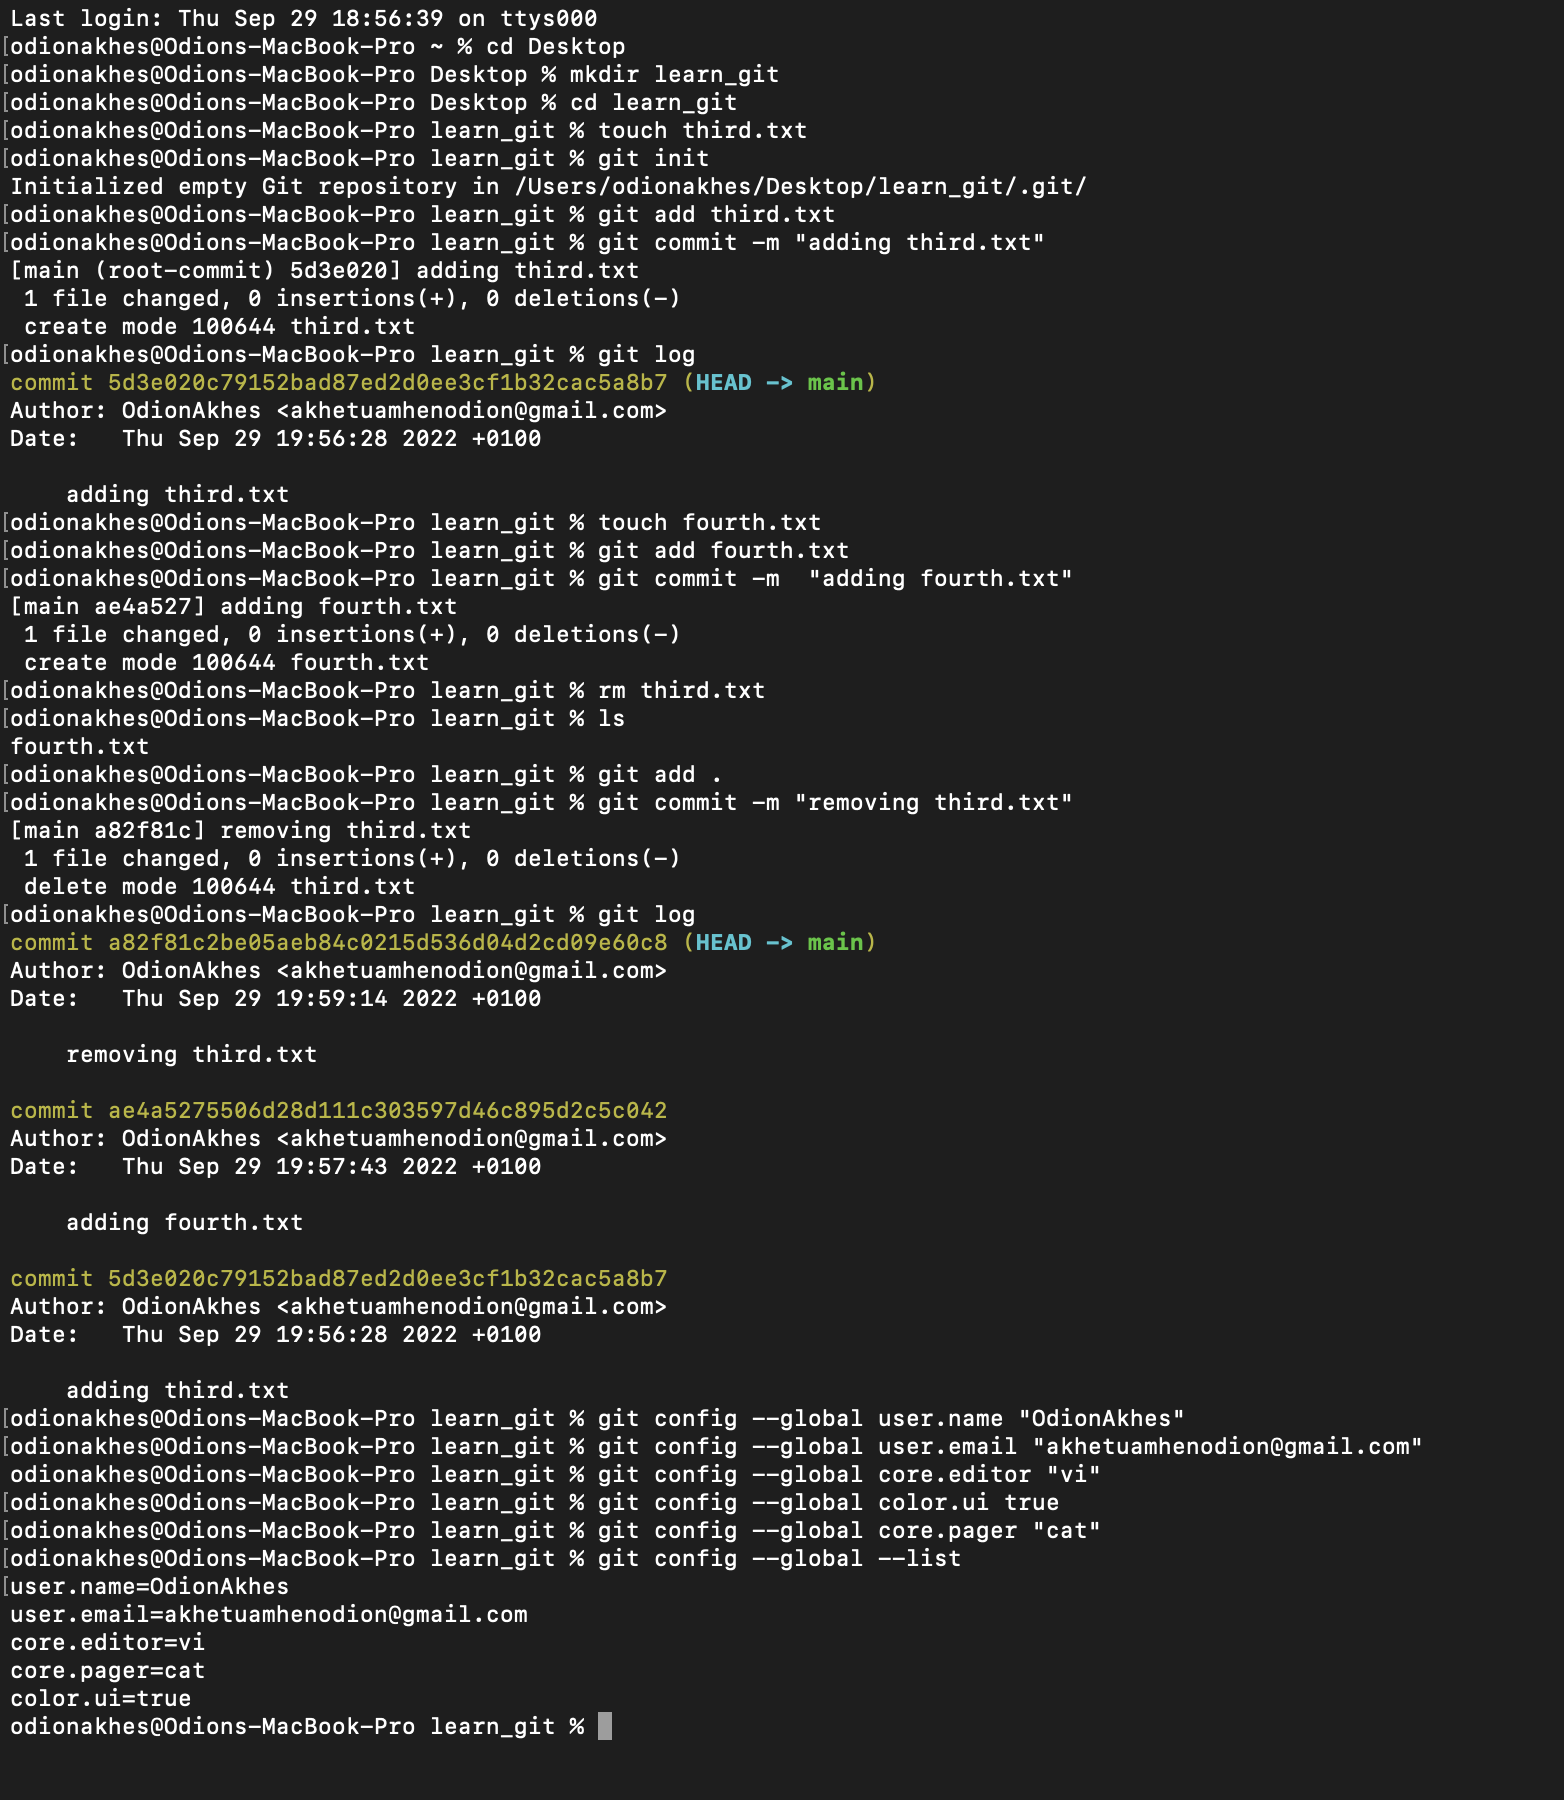 Last login: Thu Sep 29 18:56:39 on ttys000
[odionakhes@Odions-MacBook-Pro ~ % cd Desktop
[odionakhes@Odions-MacBook-Pro Desktop % mkdir learn_git
[odionakhes@Odions-MacBook-Pro Desktop % cd learn_git
[odionakhes@Odions-MacBook-Pro learn_git % touch third.txt
[odionakhes@Odions-MacBook-Pro learn_git % git init
Initialized empty Git repository in /Users/odionakhes/Desktop/learn_git/.git/
[odionakhes@Odions-MacBook-Pro learn_git % git add third.txt
[odionakhes@Odions-MacBook-Pro learn_git % git commit -m "adding third.txt"
[main (root-commit) 5d3e020] adding third.txt
 1 file changed, 0 insertions(+), 0 deletions(-)
 create mode 100644 third.txt
[odionakhes@Odions-MacBook-Pro learn_git % git log
commit 5d3e020c79152bad87ed2d0ee3cf1b32cac5a8b7 (HEAD -> main)
Author: OdionAkhes <akhetuamhenodion@gmail.com>
Date:   Thu Sep 29 19:56:28 2022 +0100

    adding third.txt
[odionakhes@Odions-MacBook-Pro learn_git % touch fourth.txt
[odionakhes@Odions-MacBook-Pro learn_git % git add fourth.txt
[odionakhes@Odions-MacBook-Pro learn_git % git commit -m  "adding fourth.txt"
[main ae4a527] adding fourth.txt
 1 file changed, 0 insertions(+), 0 deletions(-)
 create mode 100644 fourth.txt
[odionakhes@Odions-MacBook-Pro learn_git % rm third.txt
[odionakhes@Odions-MacBook-Pro learn_git % ls
fourth.txt
[odionakhes@Odions-MacBook-Pro learn_git % git add .
[odionakhes@Odions-MacBook-Pro learn_git % git commit -m "removing third.txt"
[main a82f81c] removing third.txt
 1 file changed, 0 insertions(+), 0 deletions(-)
 delete mode 100644 third.txt
[odionakhes@Odions-MacBook-Pro learn_git % git log
commit a82f81c2be05aeb84c0215d536d04d2cd09e60c8 (HEAD -> main)
Author: OdionAkhes <akhetuamhenodion@gmail.com>
Date:   Thu Sep 29 19:59:14 2022 +0100

    removing third.txt

commit ae4a5275506d28d111c303597d46c895d2c5c042
Author: OdionAkhes <akhetuamhenodion@gmail.com>
Date:   Thu Sep 29 19:57:43 2022 +0100

    adding fourth.txt

commit 5d3e020c79152bad87ed2d0ee3cf1b32cac5a8b7
Author: OdionAkhes <akhetuamhenodion@gmail.com>
Date:   Thu Sep 29 19:56:28 2022 +0100

    adding third.txt
[odionakhes@Odions-MacBook-Pro learn_git % git config --global user.name "OdionAkhes"
[odionakhes@Odions-MacBook-Pro learn_git % git config --global user.email "akhetuamhenodion@gmail.com"
odionakhes@Odions-MacBook-Pro learn_git % git config --global core.editor "vi"
[odionakhes@Odions-MacBook-Pro learn_git % git config --global color.ui true
[odionakhes@Odions-MacBook-Pro learn_git % git config --global core.pager "cat"
[odionakhes@Odions-MacBook-Pro learn_git % git config --global --list
[user.name=OdionAkhes
user.email=akhetuamhenodion@gmail.com
core.editor=vi
core.pager=cat
color.ui=true
odionakhes@Odions-MacBook-Pro learn_git %